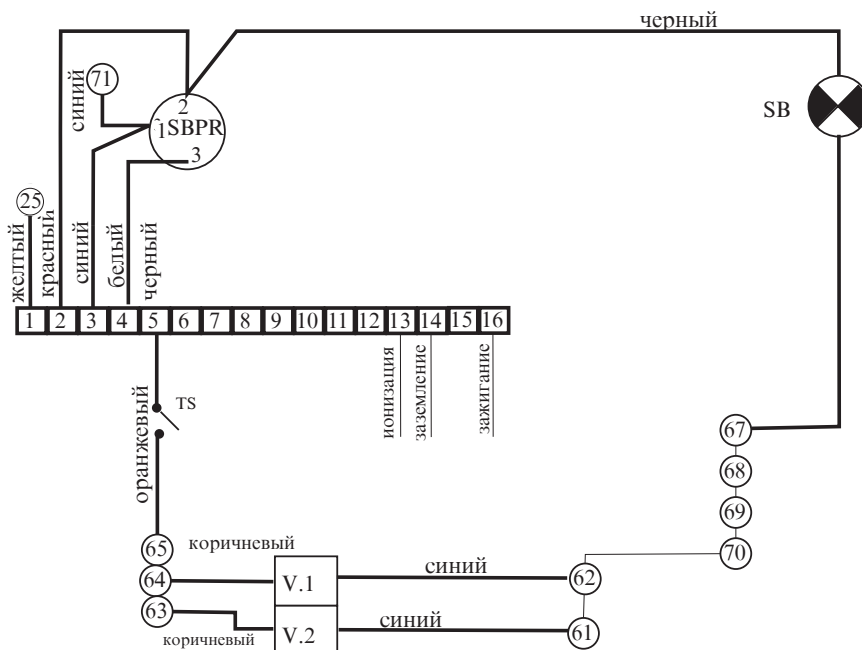 черный
синий
71
2
1SBPR
3
SB
25
желтый
красный
синий
белый
черный
1 2 3 4 5 6 7 8 9 10 11 12 13 14 15 16
ионизация
заземление
зажигание
оранжевый
TS
67
68
69
70
65
коричневый
64
V.1
синий
62
63
V.2
синий
61
коричневый